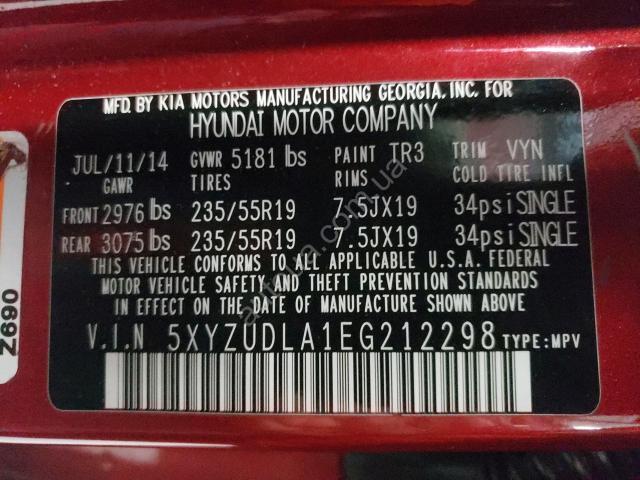 MFD. BY KIA MOTORS MANUFACTURING GEORGIA, INC. FOR
HYUNDAI MOTOR COMPANY
JUL/11/14 GVWR 5181 lbs PAINT TR3 TRIM VYN
GAWR TIRES RIMS COLD TIRE INFL
FRONT 2976 lbs 235/55R19 7.5JX19 34psi SINGLE
REAR 3075 lbs 235/55R19 7.5JX19 34psi SINGLE
THIS VEHICLE CONFORMS TO ALL APPLICABLE U.S.A. FEDERAL
MOTOR VEHICLE SAFETY AND THEFT PREVENTION STANDARDS
IN EFFECT ON THE DATE OF MANUFACTURE SHOWN ABOVE.
V.I.N 5XYZUDLA1EG212298 TYPE:MPV
Z690